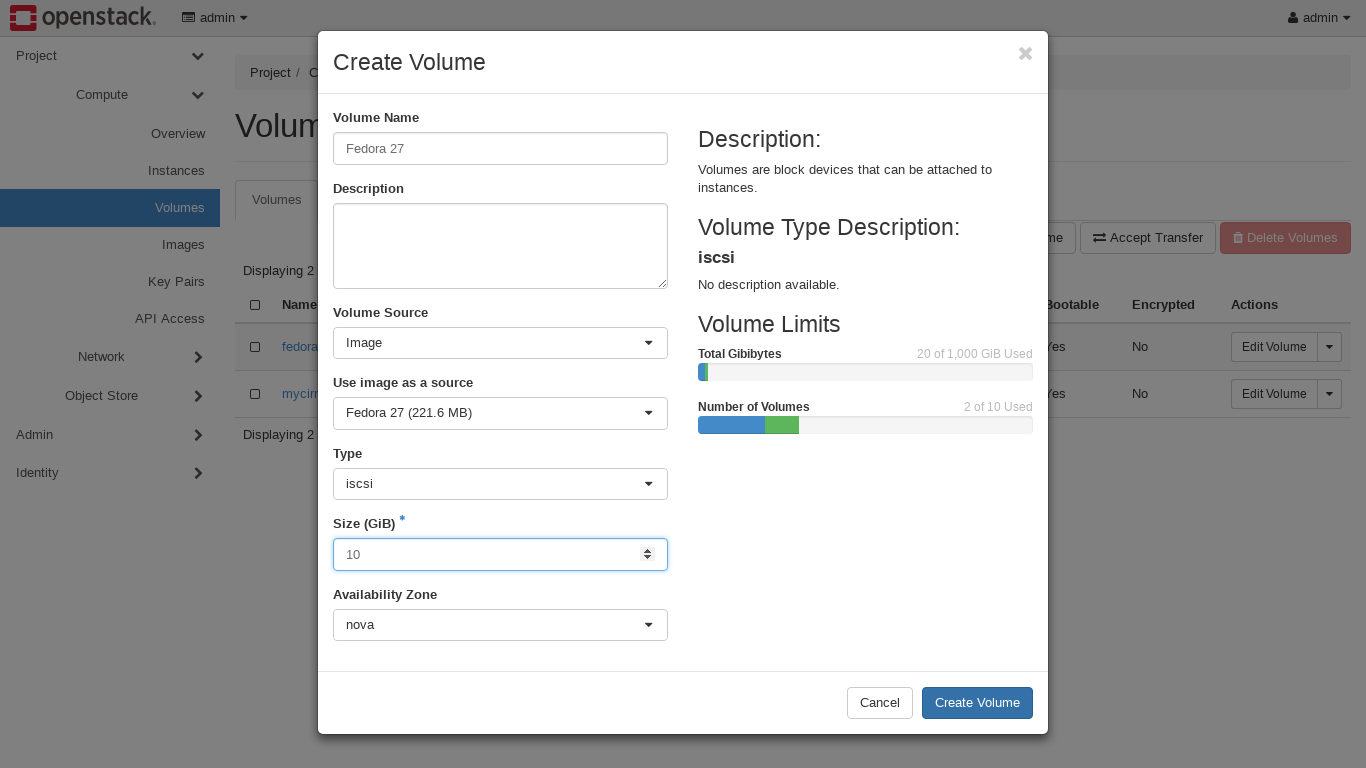 openstack.
admin
admin
Project
Compute
Overview
Instances
Volumes
Images
Key Pairs
API Access
Network
Object Store
Admin
Identity
Project /
Volum
Volumes
me
Accept Transfer
Delete Volumes
Displaying 2
Name
Bootable
Encrypted
Actions
fedora
Yes
No
Edit Volume
mycirr
Yes
No
Edit Volume
Displaying 2
Create Volume
Volume Name
Fedora 27
Description
Volume Source
Image
Use image as a source
Fedora 27 (221.6 MB)
Type
iscsi
Size (GiB) *
10
Availability Zone
nova
Description:
Volumes are block devices that can be attached to
instances.
Volume Type Description:
iscsi
No description available.
Volume Limits
Total Gibibytes
20 of 1,000 GiB Used
Number of Volumes
2 of 10 Used
Cancel
Create Volume